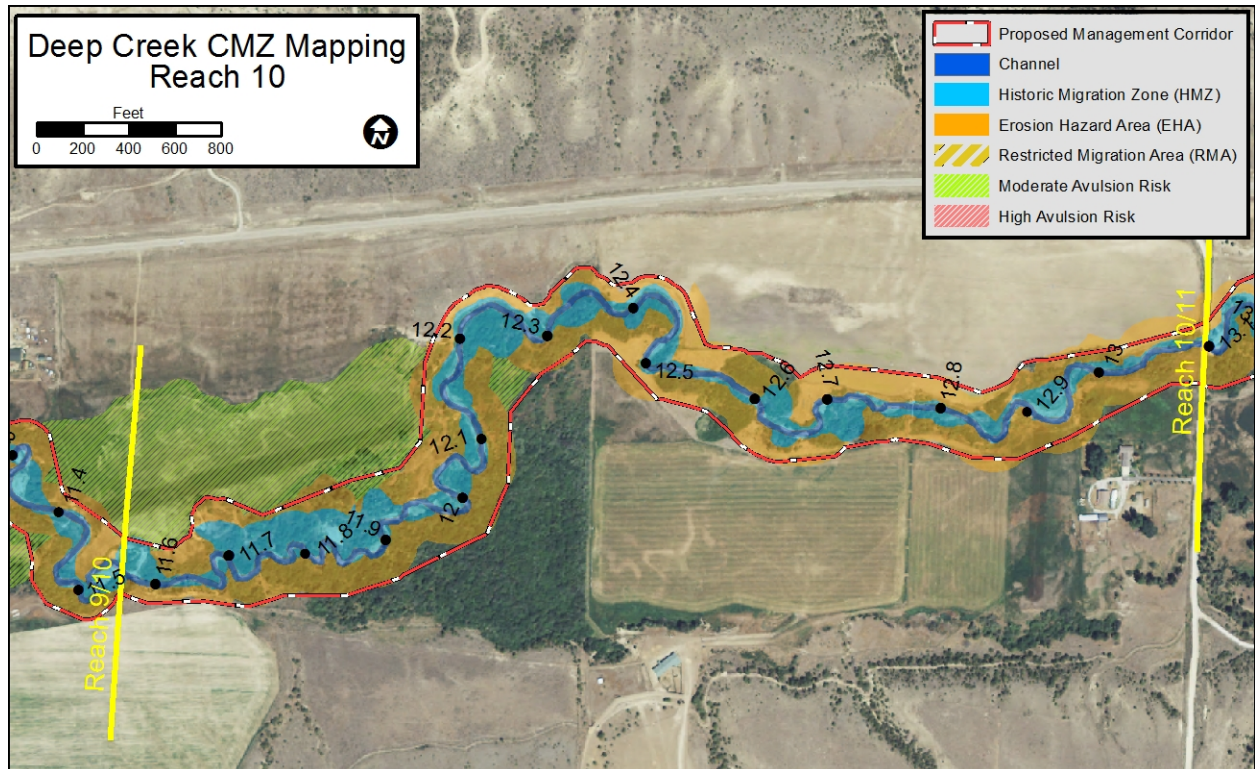 Deep Creek CMZ Mapping
Reach 10
Feet
0 200 400 600 800
N
Proposed Management Corridor
Channel
Historic Migration Zone (HMZ)
Erosion Hazard Area (EHA)
Restricted Migration Area (RMA)
Moderate Avulsion Risk
High Avulsion Risk
11.4
11.5
Reach 9/10
11.6
11.7
11.8
11.9
12
12.1
12.2
12.3
12.4
12.5
12.6
12.7
12.8
12.9
13
Reach 10/11